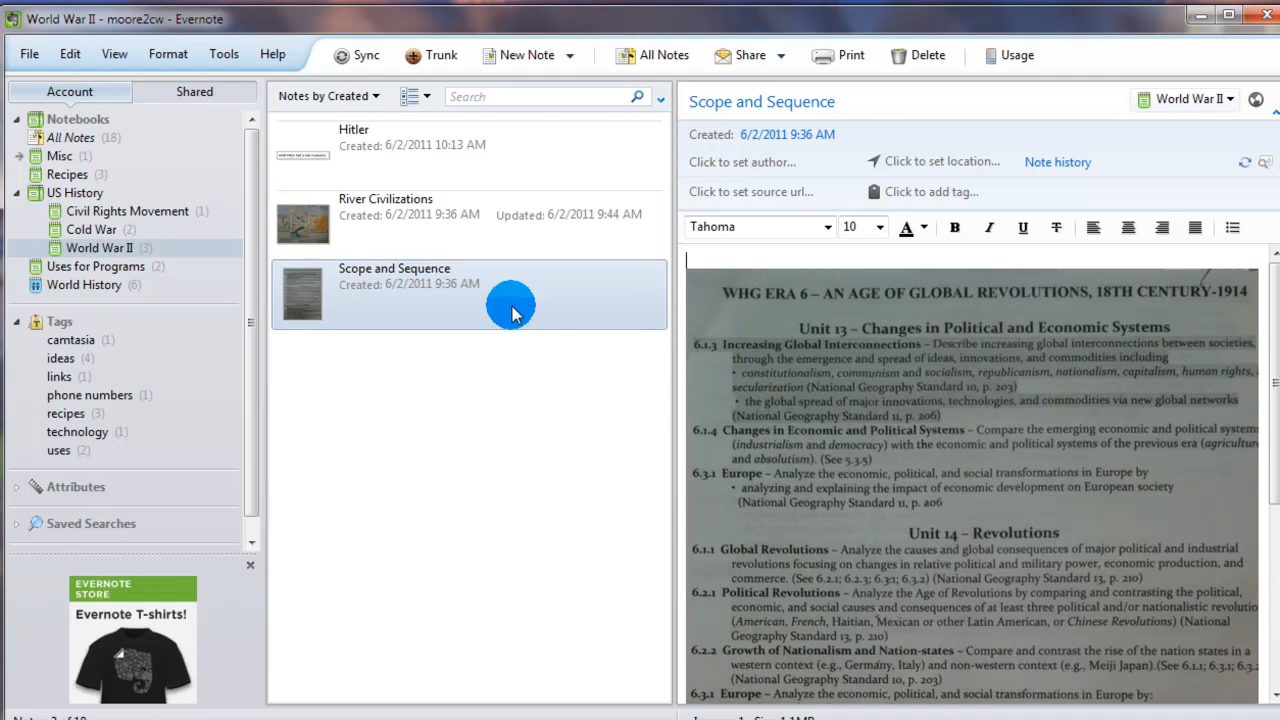 World War II - moore2cw - Evernote
File Edit View Format Tools Help
Sync Trunk New Note All Notes Share Print Delete Usage
Account Shared
Notebooks
All Notes (18)
Misc (1)
Recipes (3)
US History
Civil Rights Movement (1)
Cold War (2)
World War II (3)
Uses for Programs (2)
World History (6)
Tags
camtasia (1)
ideas (4)
links (1)
phone numbers (1)
recipes (3)
technology (1)
uses (2)
Attributes
Saved Searches
EVERNOTE
STORE
Evernote T-shirts!
Notes by Created Search
Hitler
Created: 6/2/2011 10:13 AM
River Civilizations
Created: 6/2/2011 9:36 AM Updated: 6/2/2011 9:44 AM
Scope and Sequence
Created: 6/2/2011 9:36 AM
Scope and Sequence World War II
Created: 6/2/2011 9:36 AM
Click to set author... Click to set location... Note history
Click to set source url... Click to add tag...
Tahoma 10 A B I U T
WHG ERA 6 – AN AGE OF GLOBAL REVOLUTIONS, 18TH CENTURY-1914
Unit 13 – Changes in Political and Economic Systems
6.1.3 Increasing Global Interconnections – Describe increasing global interconnections between societies,
through the emergence and spread of ideas, innovations, and commodities including
• constitutionalism, communism and socialism, republicanism, nationalism, capitalism, human rights,
secularization (National Geography Standard 10, p. 203)
• the global spread of major innovations, technologies, and commodities via new global networks
(National Geography Standard 11, p. 206)
6.1.4 Changes in Economic and Political Systems – Compare the emerging economic and political systems
(industrialism and democracy) with the economic and political systems of the previous era (agriculture
and absolutism). (See 5.3.5)
6.3.1 Europe – Analyze the economic, political, and social transformations in Europe by
• analyzing and explaining the impact of economic development on European society
(National Geography Standard 11, p. 206
Unit 14 – Revolutions
6.1.1 Global Revolutions – Analyze the causes and global consequences of major political and industrial
revolutions focusing on changes in relative political and military power, economic production, and
commerce. (See 6.2.1; 6.2.3; 6.3.1; 6.3.2) (National Geography Standard 13, p. 210)
6.2.1 Political Revolutions – Analyze the Age of Revolutions by comparing and contrasting the political,
economic, and social causes and consequences of at least three political and/or nationalistic revolutio
(American, French, Haitian, Mexican or other Latin American, or Chinese Revolutions) (National
Geography Standard 13, p. 210)
6.2.2 Growth of Nationalism and Nation-states – Compare and contrast the rise of the nation states in a
western context (e.g., Germany, Italy) and non-western context (e.g., Meiji Japan).(See 6.1.1; 6.3.1; 6.3.2
(National Geography Standard 10, p. 203)
6.3.1 Europe – Analyze the economic, political, and social transformations in Europe by: